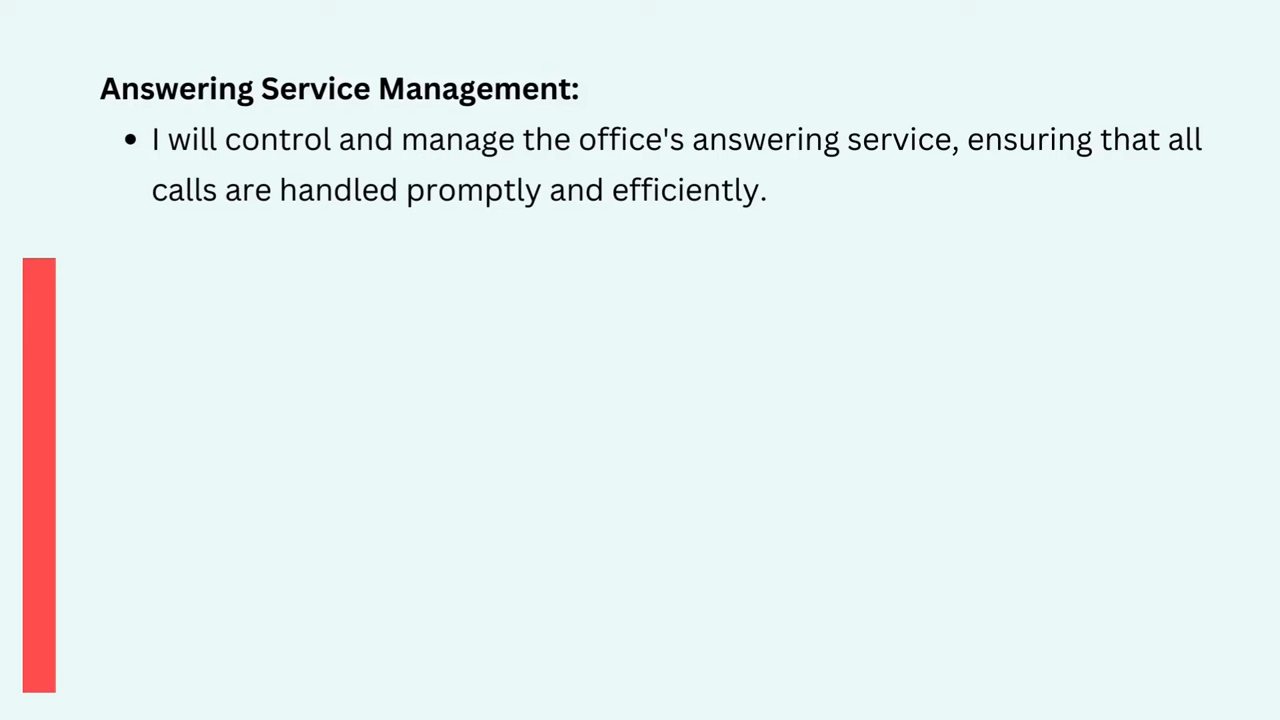 Answering Service Management:
• I will control and manage the office's answering service, ensuring that all
calls are handled promptly and efficiently.